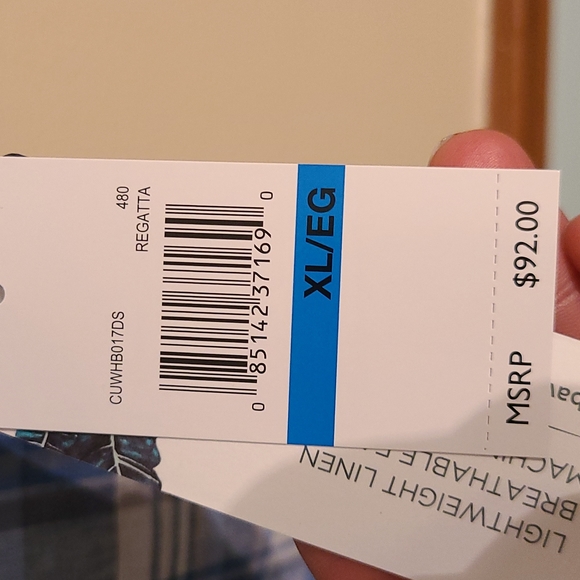 480
REGATTA
CUWHB017DS
0 85142 37169 0
XL/EG
MSRP $92.00
LIGHTWEIGHT LINEN
BREATHABLE